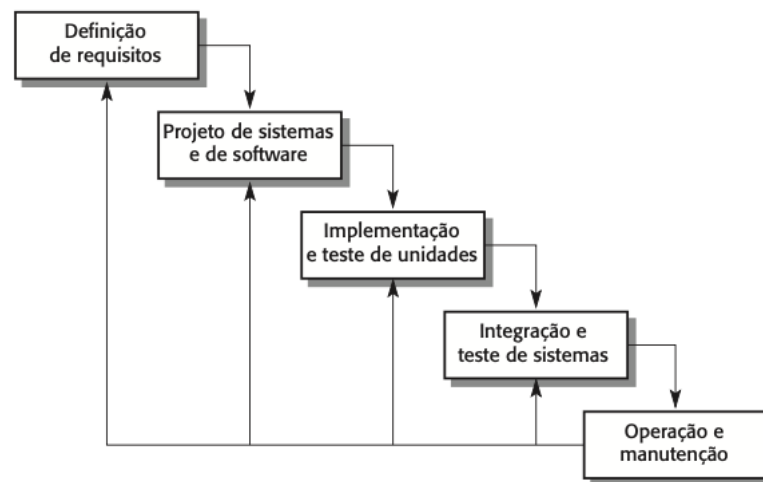 Definição
de requisitos
Projeto de sistemas
e de software
Implementação
e teste de unidades
Integração e
teste de sistemas
Operação e
manutenção